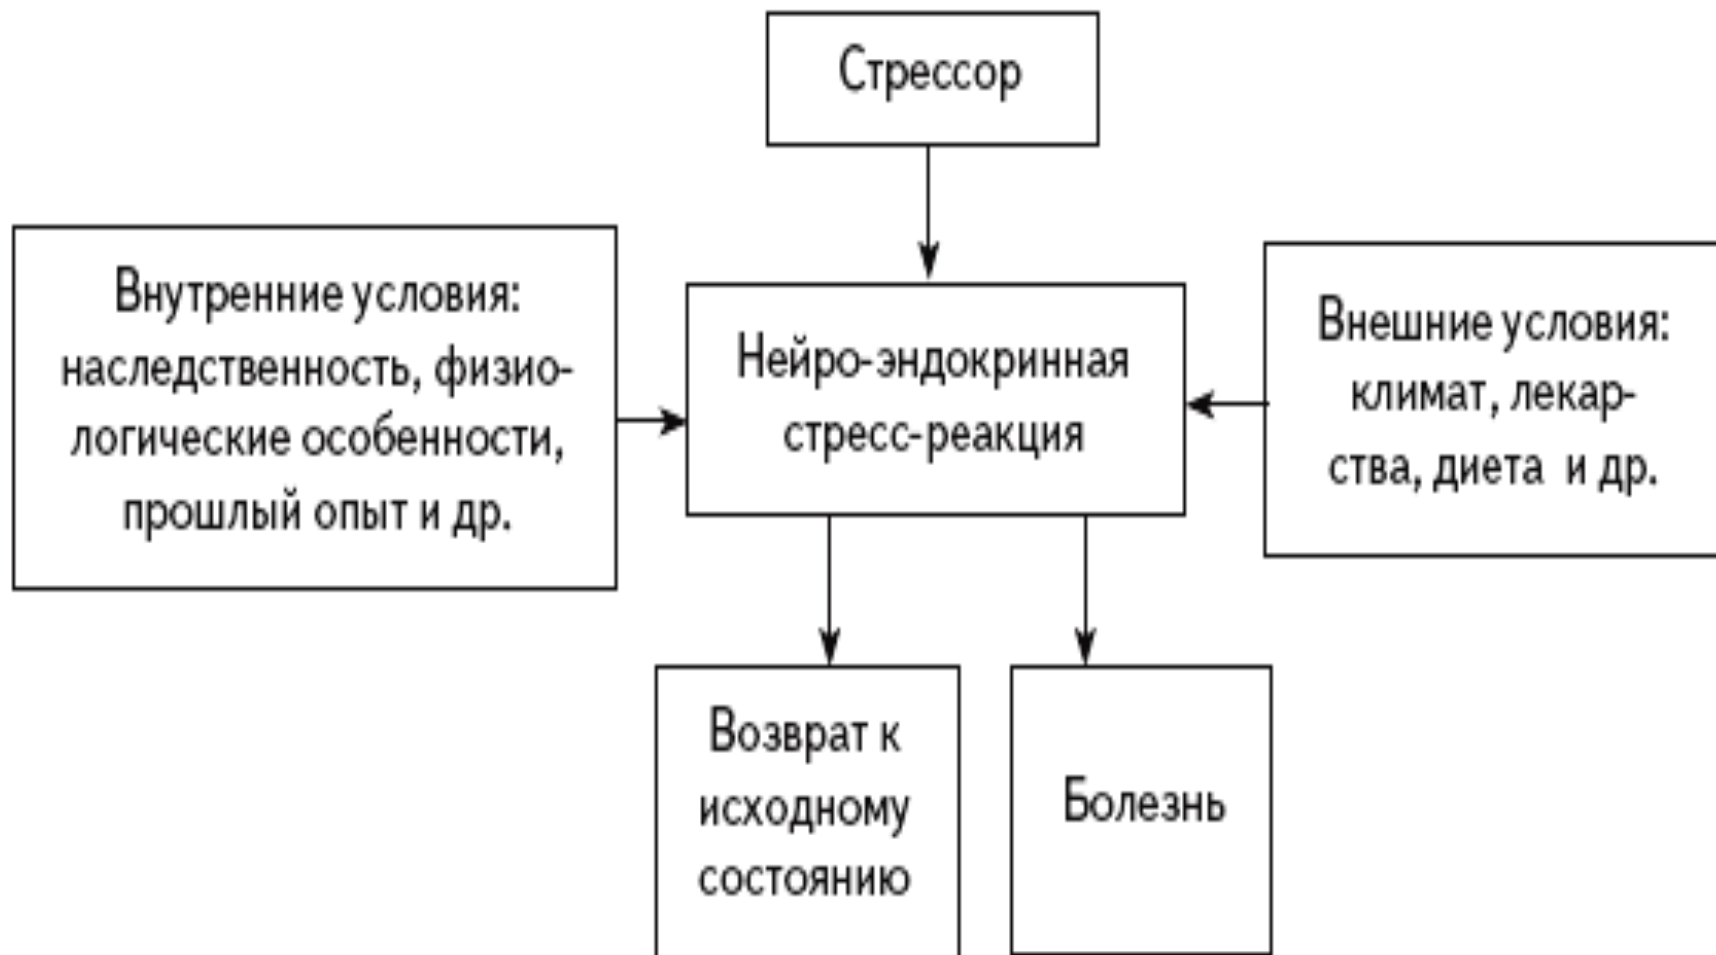 Стрессор
Внутренние условия:
наследственность, физио-
логические особенности,
прошлый опыт и др.
Нейро-эндокринная
стресс-реакция
Внешние условия:
климат, лекар-
ства, диета и др.
Возврат к
исходному
состоянию
Болезнь